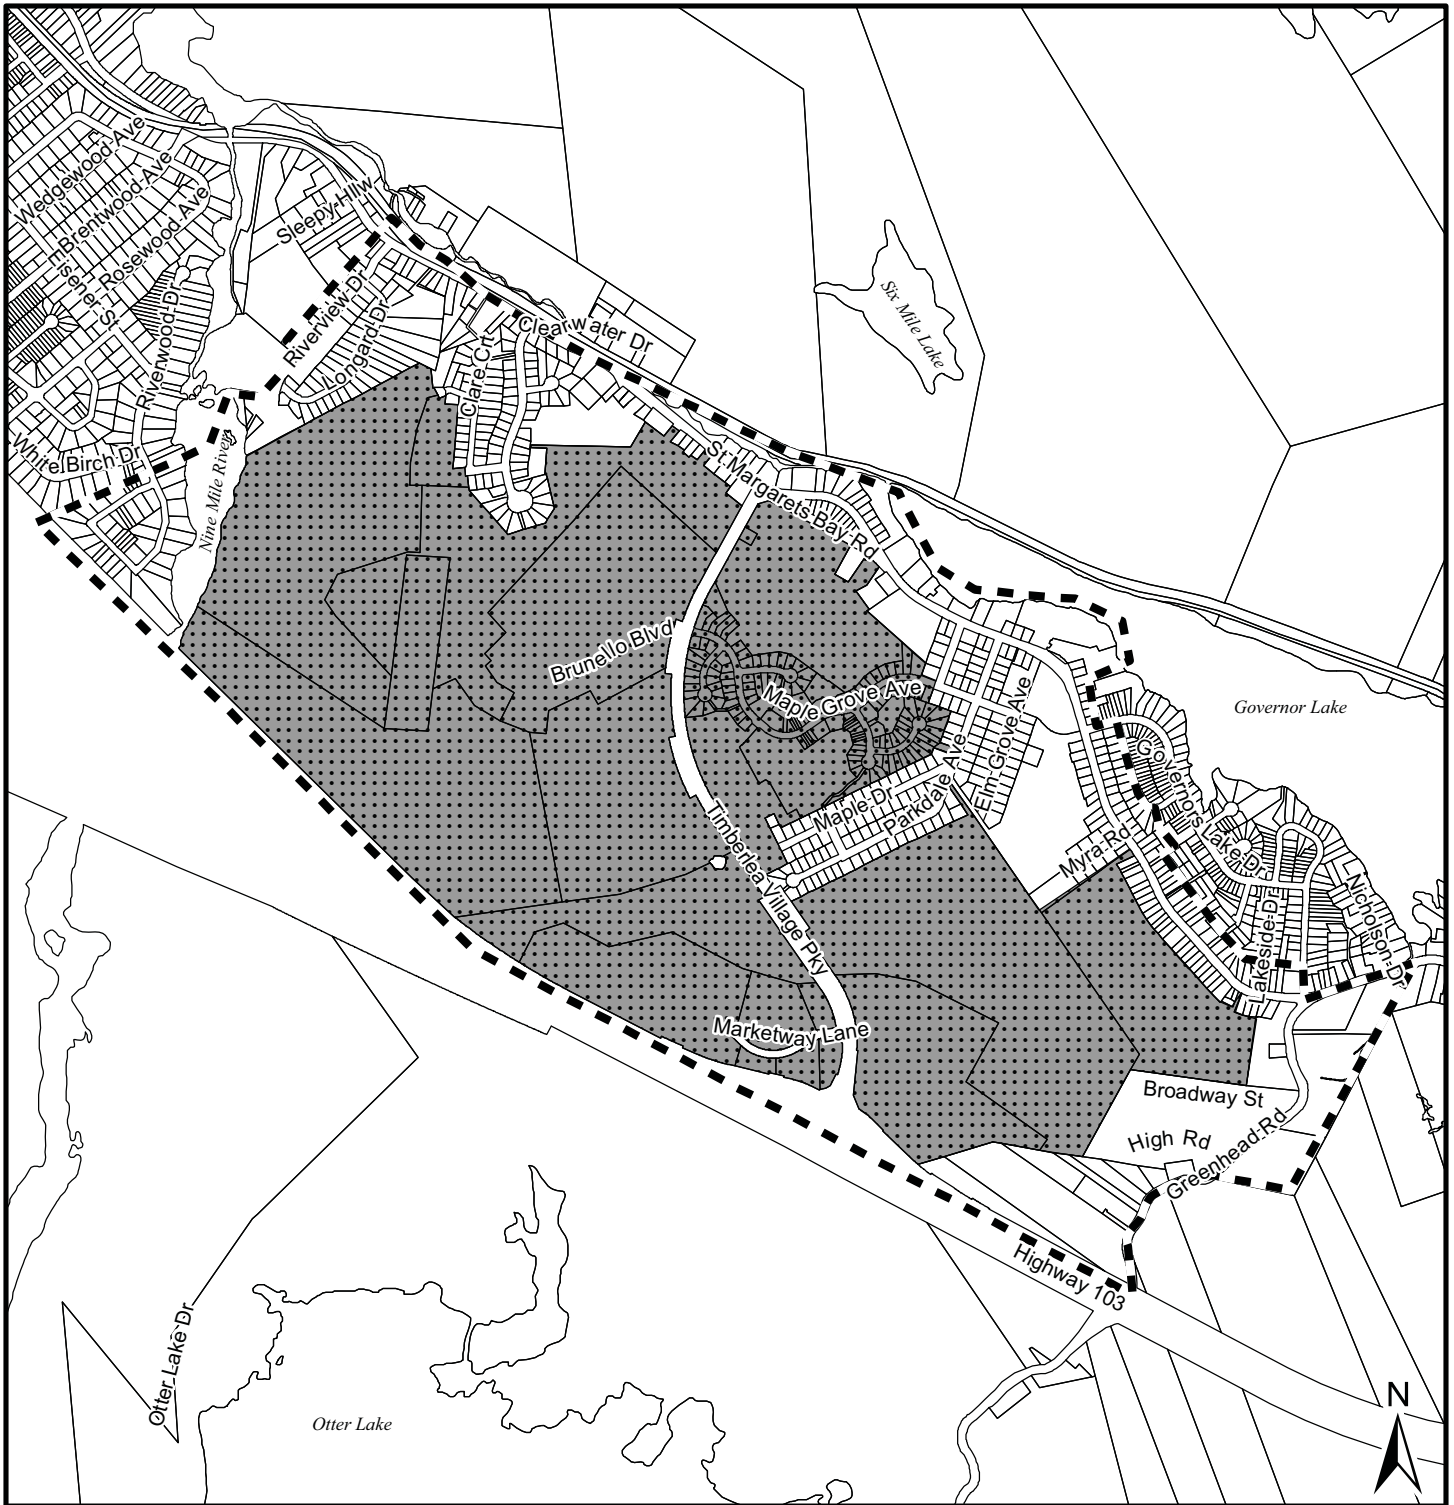 Wedgewood Ave
Brentwood Ave
Rosewood Ave
Sleepy Hllw
Riverwood Dr
Riverview Dr
Longard Dr
Clearwater Dr
Clare Crt
Six Mile Lake
White Birch Dr
Nine Mile River
St Margarets Bay Rd
Brunello Blvd
Maple Grove Ave
Elm Grove Ave
Governor Lake
Governors Lake Dr
Maple Dr
Parkdale Ave
Myra Rd
Timberlea Village Pky
Lakeside Dr
Nicholson Dr
Marketway Lane
Broadway St
High Rd
Greenhead Rd
Highway 103
Otter Lake Dr
Otter Lake
N